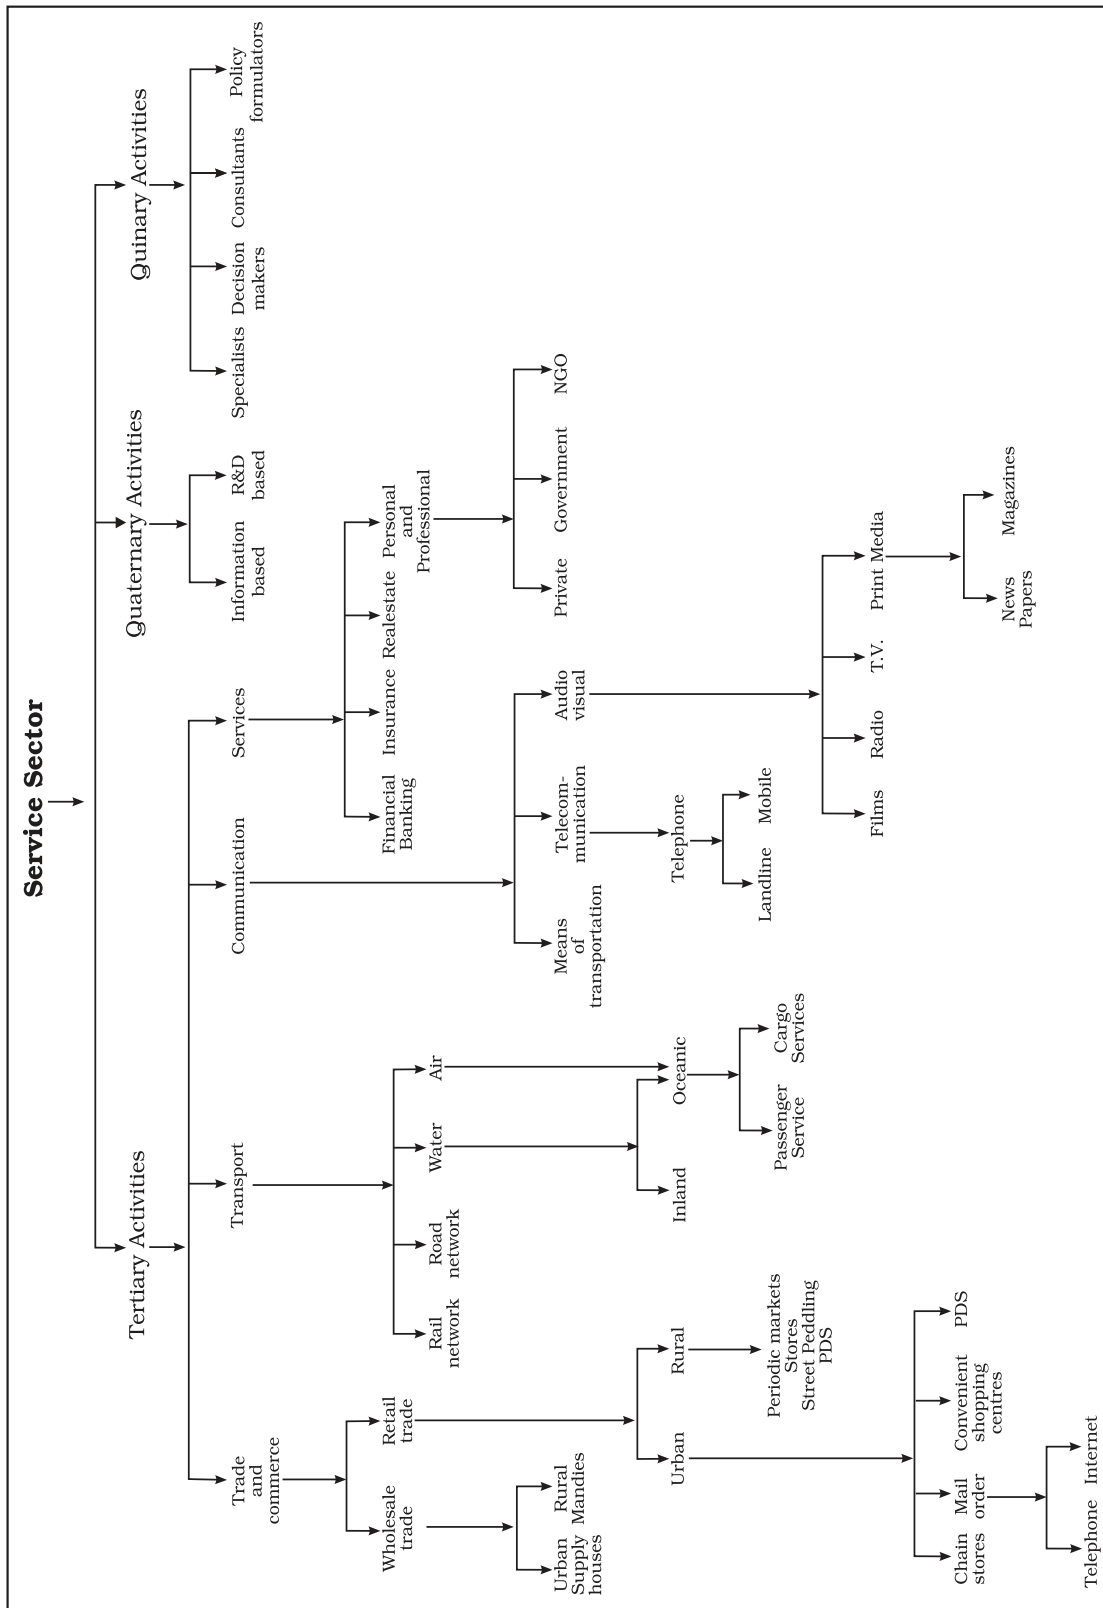 Service Sector
Tertiary Activities
Quaternary Activities
Quinary Activities
Trade
and
commerce
Transport
Communication
Services
Information
based
R&D
based
Specialists
Decision
makers
Consultants
Policy
formulators
Wholesale
trade
Retail
trade
Rail
network
Road
network
Water
Air
Financial
Banking
Insurance
Realestate
Personal
and
Professional
Urban
Supply
houses
Rural
Mandies
Means
of
transportation
Telecom-
munication
Audio
visual
Private
Government
NGO
Urban
Rural
Inland
Oceanic
Telephone
Periodic markets
Stores
Street Peddling
PDS
Passenger
Service
Cargo
Services
Landline
Mobile
Films
Radio
T.V.
Print Media
Chain
stores
Mail
order
Convenient
shopping
centres
PDS
News
Papers
Magazines
Telephone
Internet